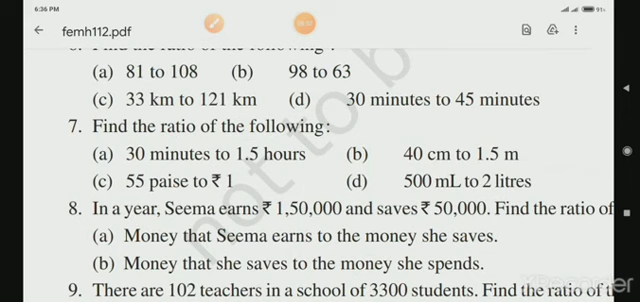 6:36 PM
91
femh112.pdf
(a) 81 to 108 (b) 98 to 63
(c) 33 km to 121 km (d) 30 minutes to 45 minutes
7. Find the ratio of the following:
(a) 30 minutes to 1.5 hours (b) 40 cm to 1.5 m
(c) 55 paise to ₹ 1 (d) 500 mL to 2 litres
8. In a year, Seema earns ₹ 1,50,000 and saves ₹ 50,000. Find the ratio of
(a) Money that Seema earns to the money she saves.
(b) Money that she saves to the money she spends.
9. There are 102 teachers in a school of 3300 students. Find the ratio of
not to b